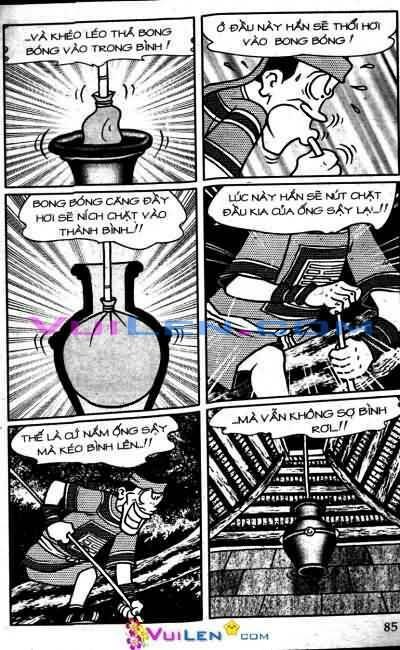 ..VÀ KHÉO LÉO THẢ BONG
BÓNG VÀO TRONG BÌNH !
Ở ĐẦU NÀY HẮN SẼ THỔI HƠI
VÀO BONG BÓNG !
BONG BÓNG CĂNG ĐẦY
HƠI SẼ NÍCH CHẶT VÀO
THÀNH BÌNH..!!
LÚC NÀY HẮN SẼ NÚT CHẶT
ĐẦU KIA CỦA ỐNG SẬY LẠI..!!
VUILEN.COM
THẾ LÀ CỨ NẮM ỐNG SẬY
MÀ KÉO BÌNH LÊN...!!
..MÀ VẪN KHÔNG SỢ BÌNH
RƠI...!!
85
VUILEN.COM